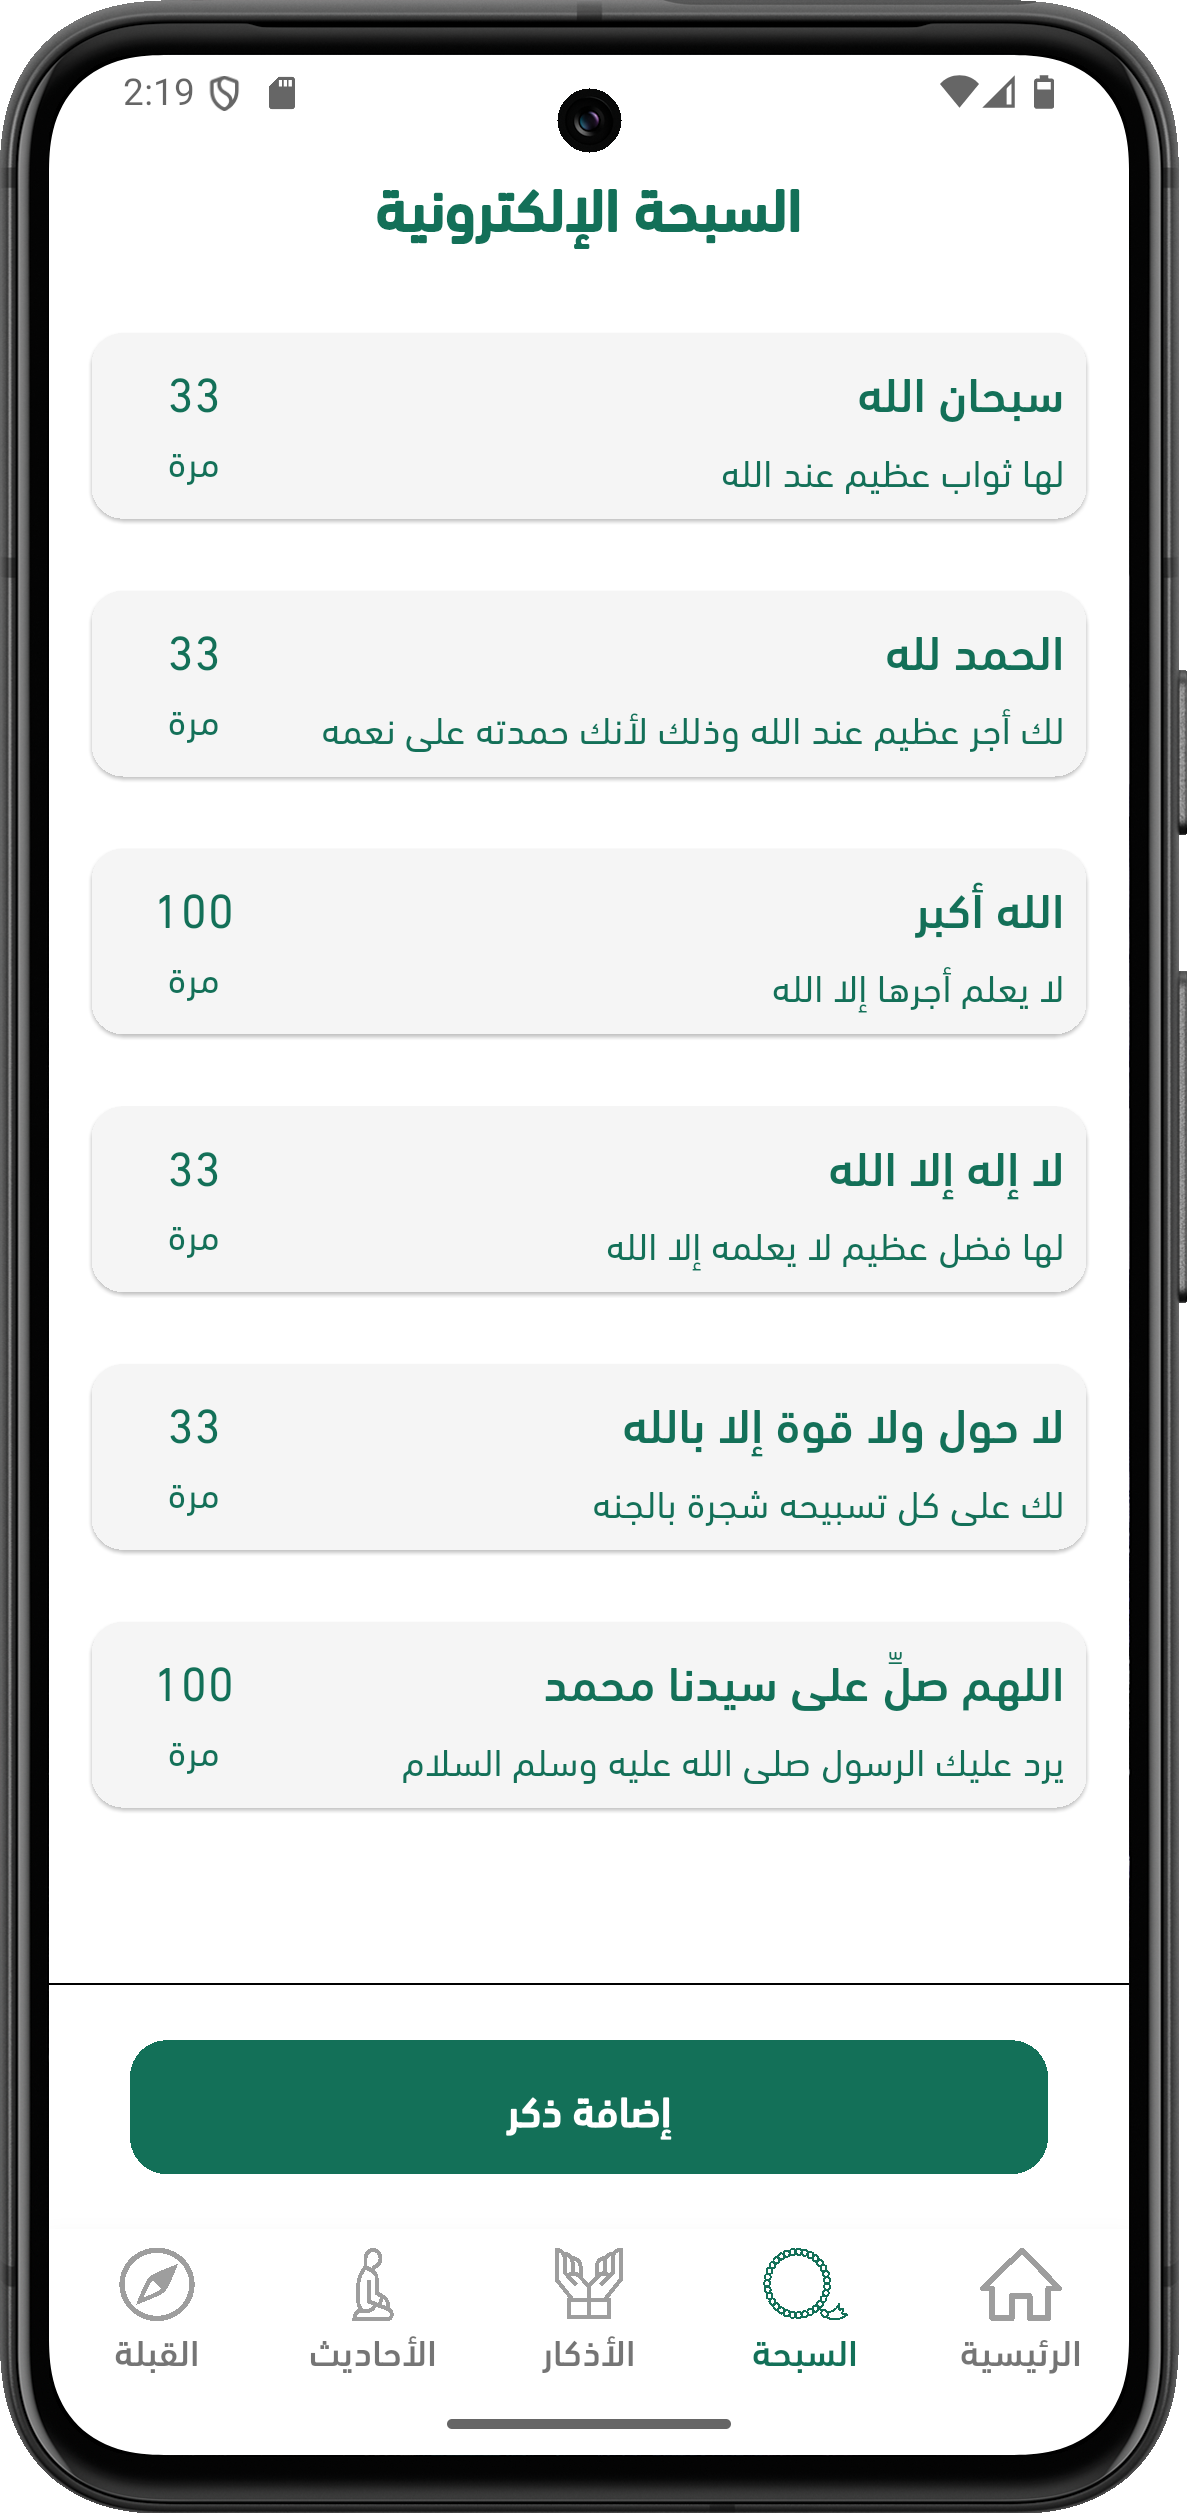 2:19
السبحة الإلكترونية
سبحان الله
33
لها ثواب عظيم عند الله
مرة
الحمد لله
33
لك أجر عظيم عند الله وذلك لأنك حمدته على نعمه
مرة
الله أكبر
100
لا يعلم أجرها إلا الله
مرة
لا إله إلا الله
33
لها فضل عظيم لا يعلمه إلا الله
مرة
لا حول ولا قوة إلا بالله
33
لك على كل تسبيحه شجرة بالجنه
مرة
اللهم صلِّ على سيدنا محمد
100
يرد عليك الرسول صلى الله عليه وسلم السلام
مرة
إضافة ذكر
الرئيسية
السبحة
الأذكار
الأحاديث
القبلة